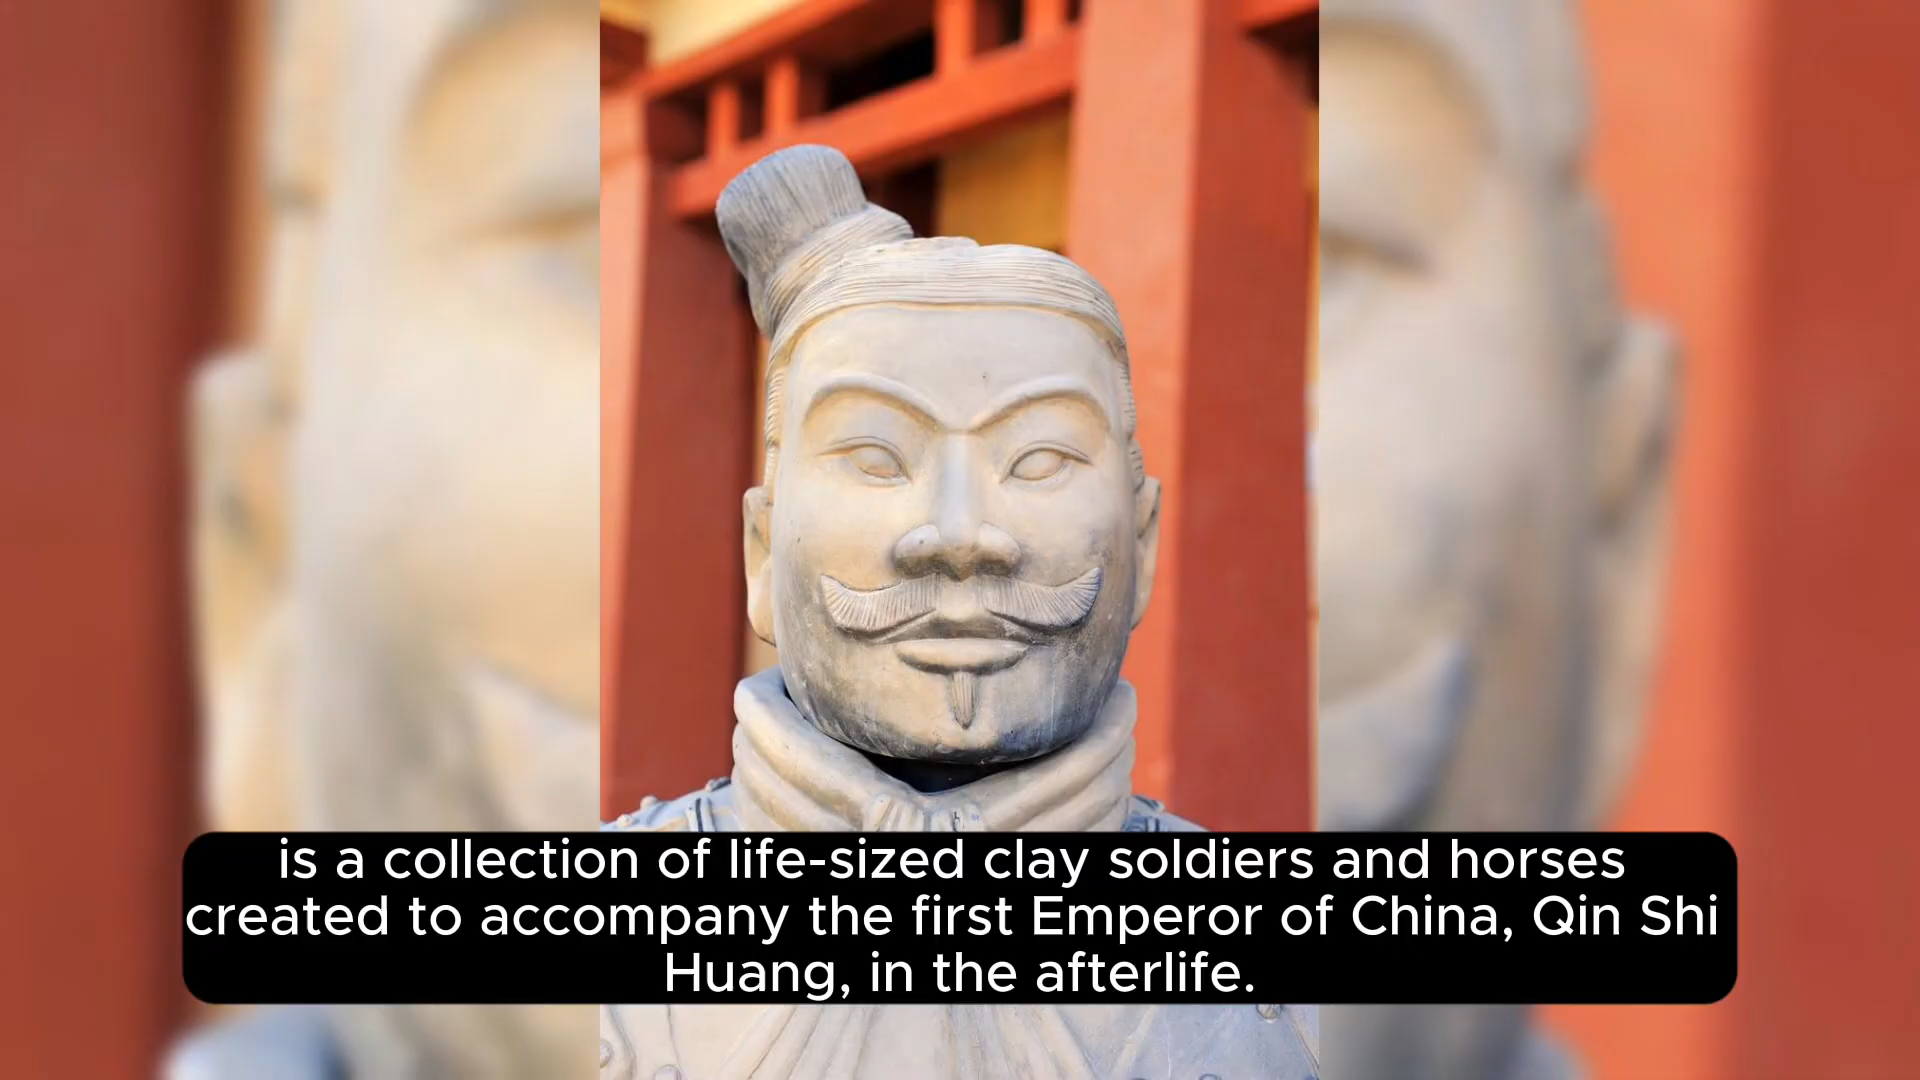 is a collection of life-sized clay soldiers and horses
created to accompany the first Emperor of China, Qin Shi
Huang, in the afterlife.